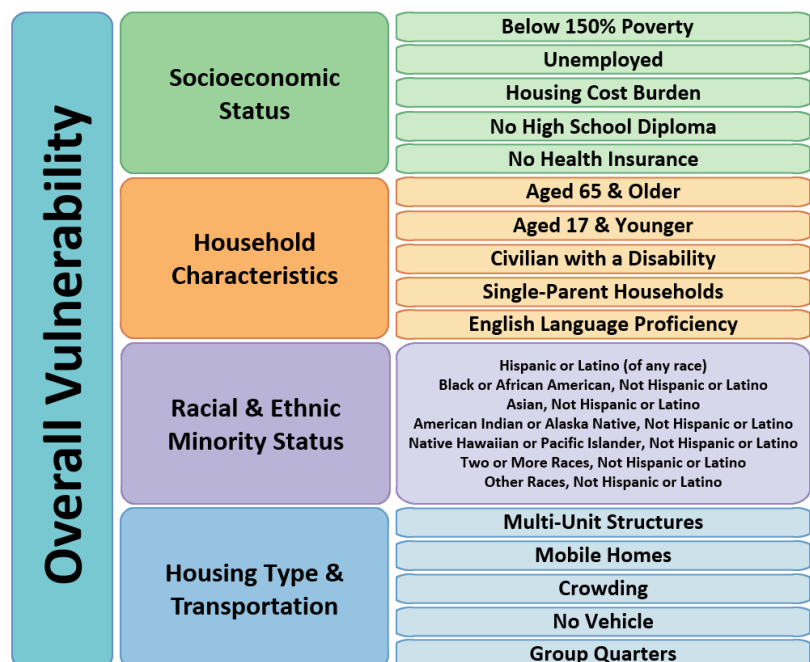 Overall Vulnerability
Socioeconomic
Status
Below 150% Poverty
Unemployed
Housing Cost Burden
No High School Diploma
No Health Insurance
Household
Characteristics
Aged 65 & Older
Aged 17 & Younger
Civilian with a Disability
Single-Parent Households
English Language Proficiency
Racial & Ethnic
Minority Status
Hispanic or Latino (of any race)
Black or African American, Not Hispanic or Latino
Asian, Not Hispanic or Latino
American Indian or Alaska Native, Not Hispanic or Latino
Native Hawaiian or Pacific Islander, Not Hispanic or Latino
Two or More Races, Not Hispanic or Latino
Other Races, Not Hispanic or Latino
Housing Type &
Transportation
Multi-Unit Structures
Mobile Homes
Crowding
No Vehicle
Group Quarters